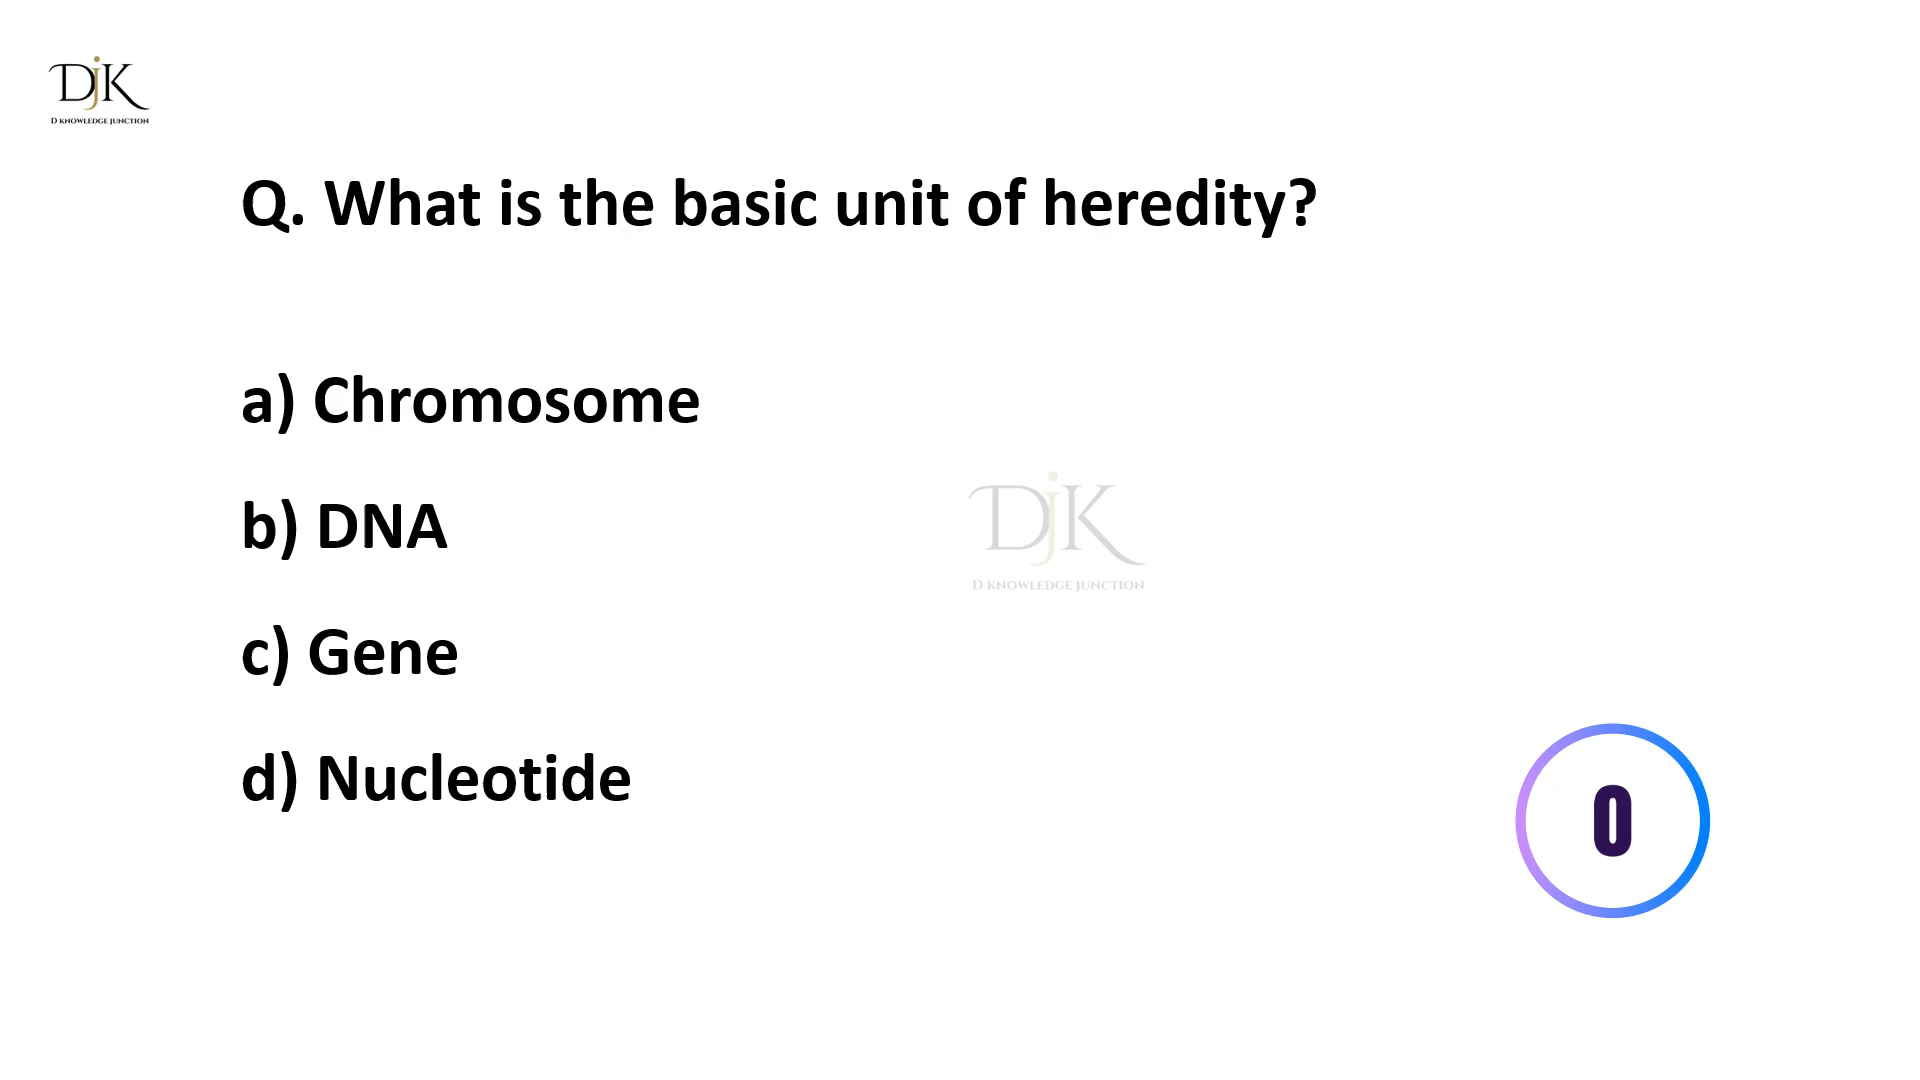 DjK
D KNOWLEDGE JUNCTION
Q. What is the basic unit of heredity?
a) Chromosome
b) DNA
DjK
D KNOWLEDGE JUNCTION
c) Gene
d) Nucleotide
0